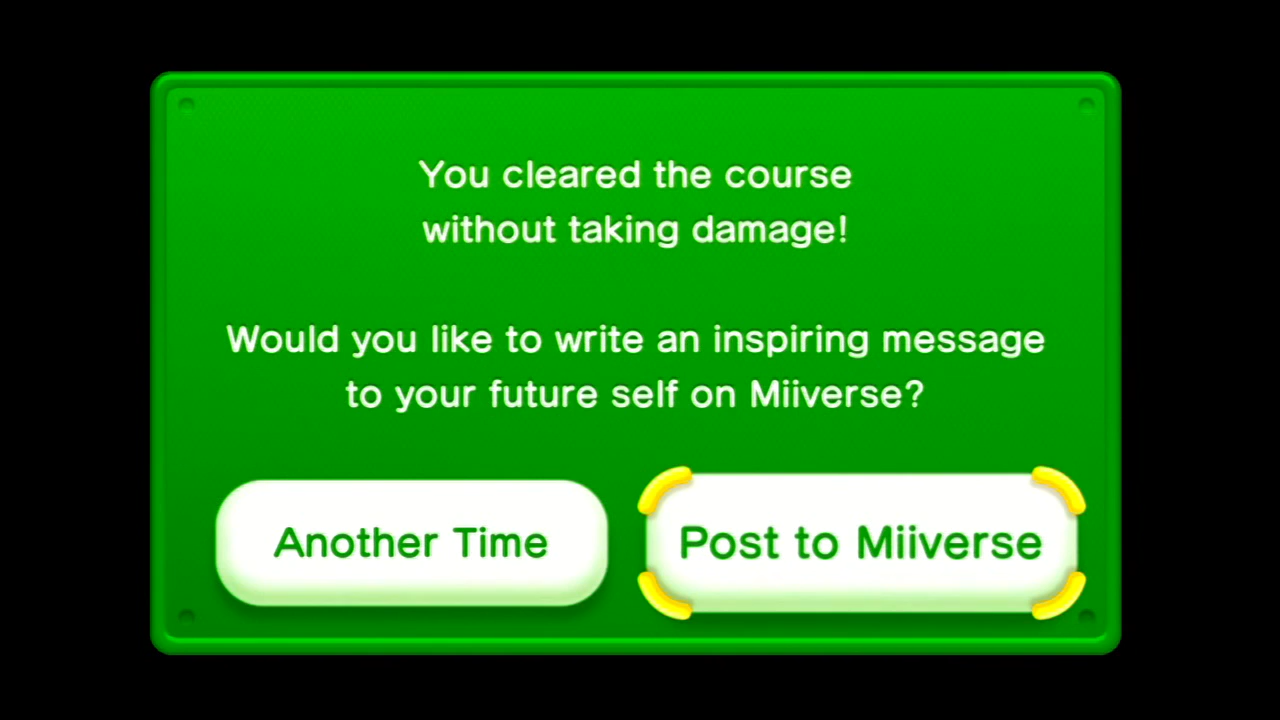 You cleared the course
without taking damage!
Would you like to write an inspiring message
to your future self on Miiverse?
Another Time
Post to Miiverse